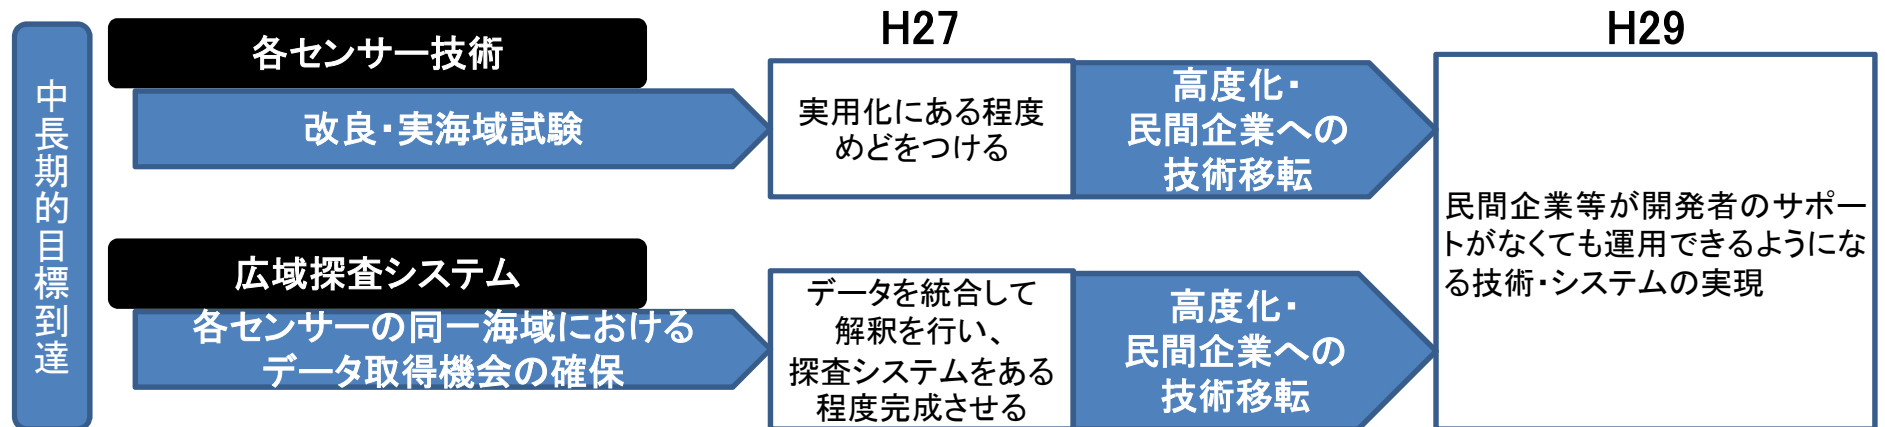 中長期的目標到達
H27
H29
各センサー技術
改良・実海域試験
実用化にある程度
めどをつける
高度化・
民間企業への
技術移転
広域探査システム
各センサーの同一海域における
データ取得機会の確保
データを統合して
解釈を行い、
探査システムをある
程度完成させる
高度化・
民間企業への
技術移転
民間企業等が開発者のサポー
トがなくても運用できるようにな
る技術・システムの実現